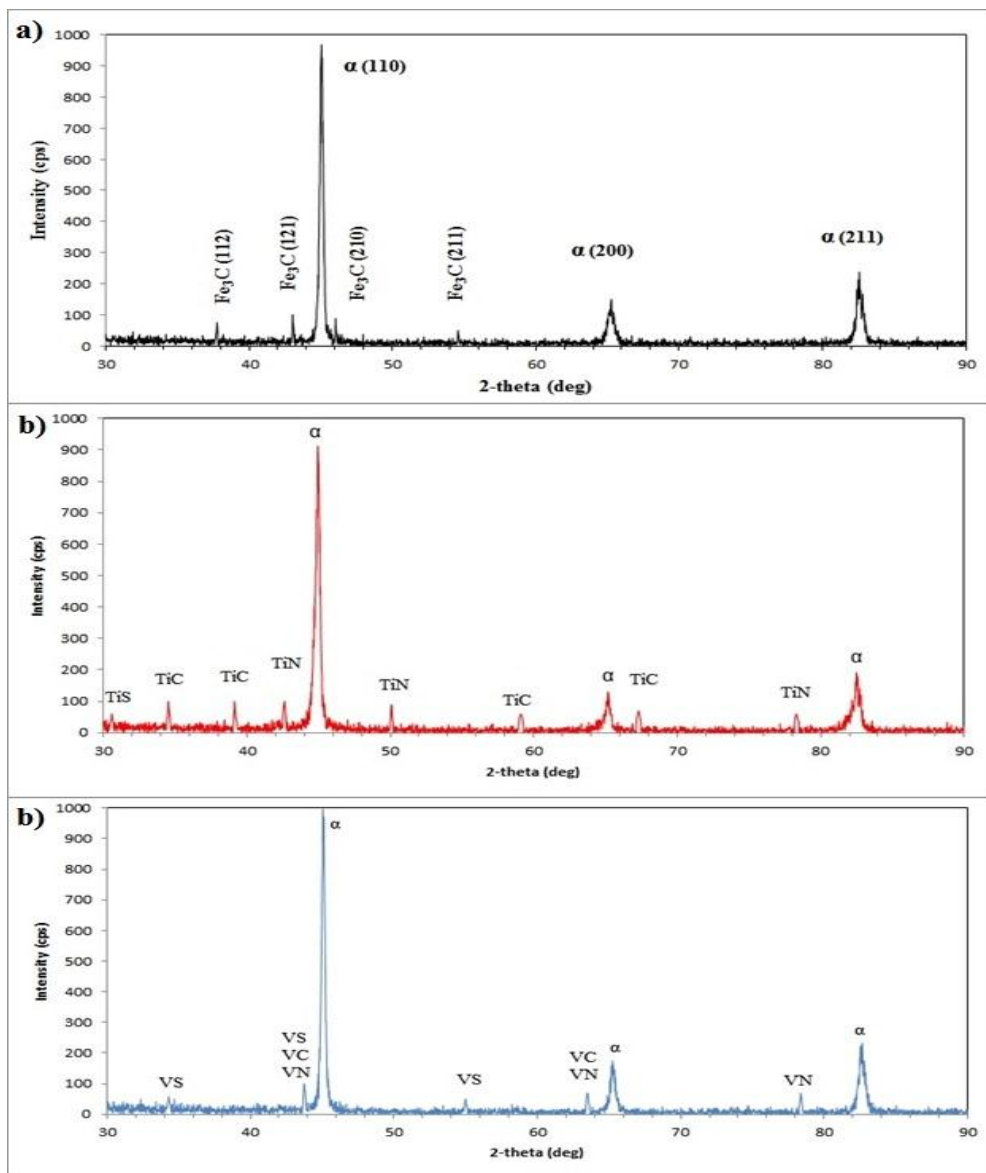 a)
1000
900
800
700
600
500
400
300
200
100
0
Intensity (cps)
α (110)
Fe₃C (112)
Fe₃C (121)
Fe₃C (210)
Fe₃C (211)
α (200)
α (211)
30 40 50 60 70 80 90
2-theta (deg)
b)
1000
900
800
700
600
500
400
300
200
100
0
Intensity (cps)
α
TiS
TiC
TiC
TiN
TiN
TiC
α
TiC
TiN
α
30 40 50 60 70 80 90
2-theta (deg)
b)
1000
900
800
700
600
500
400
300
200
100
0
Intensity (cps)
α
VS
VS
VC
VN
VS
VC
VN
α
VN
α
30 40 50 60 70 80 90
2-theta (deg)